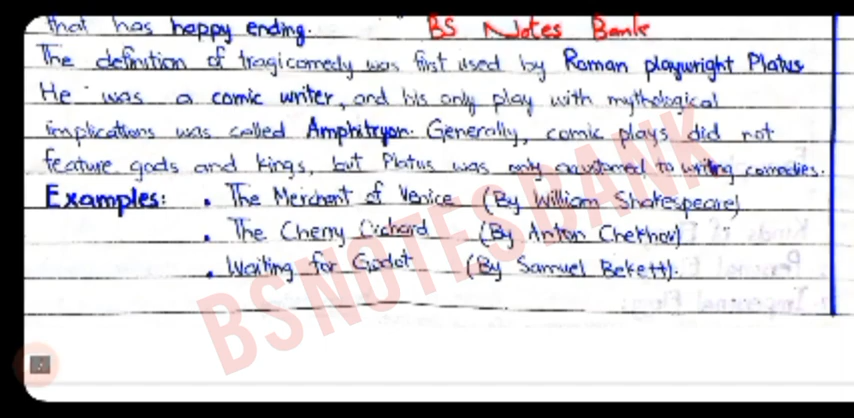 that has happy ending. BS Notes Bank
The definition of tragicomedy was first used by Roman playwright Platus
He was a comic writer, and his only play with mythological
implications was called Amphitryon. Generally, comic plays did not
feature gods and kings, but Platus was only accustomed to writing comedies.
Examples: • The Merchant of Venice (By William Shakespeare)
• The Cherry Orchard (By Anton Chekhov)
• Waiting for Godot (By Samuel Bekett).
BSNOTESBANK